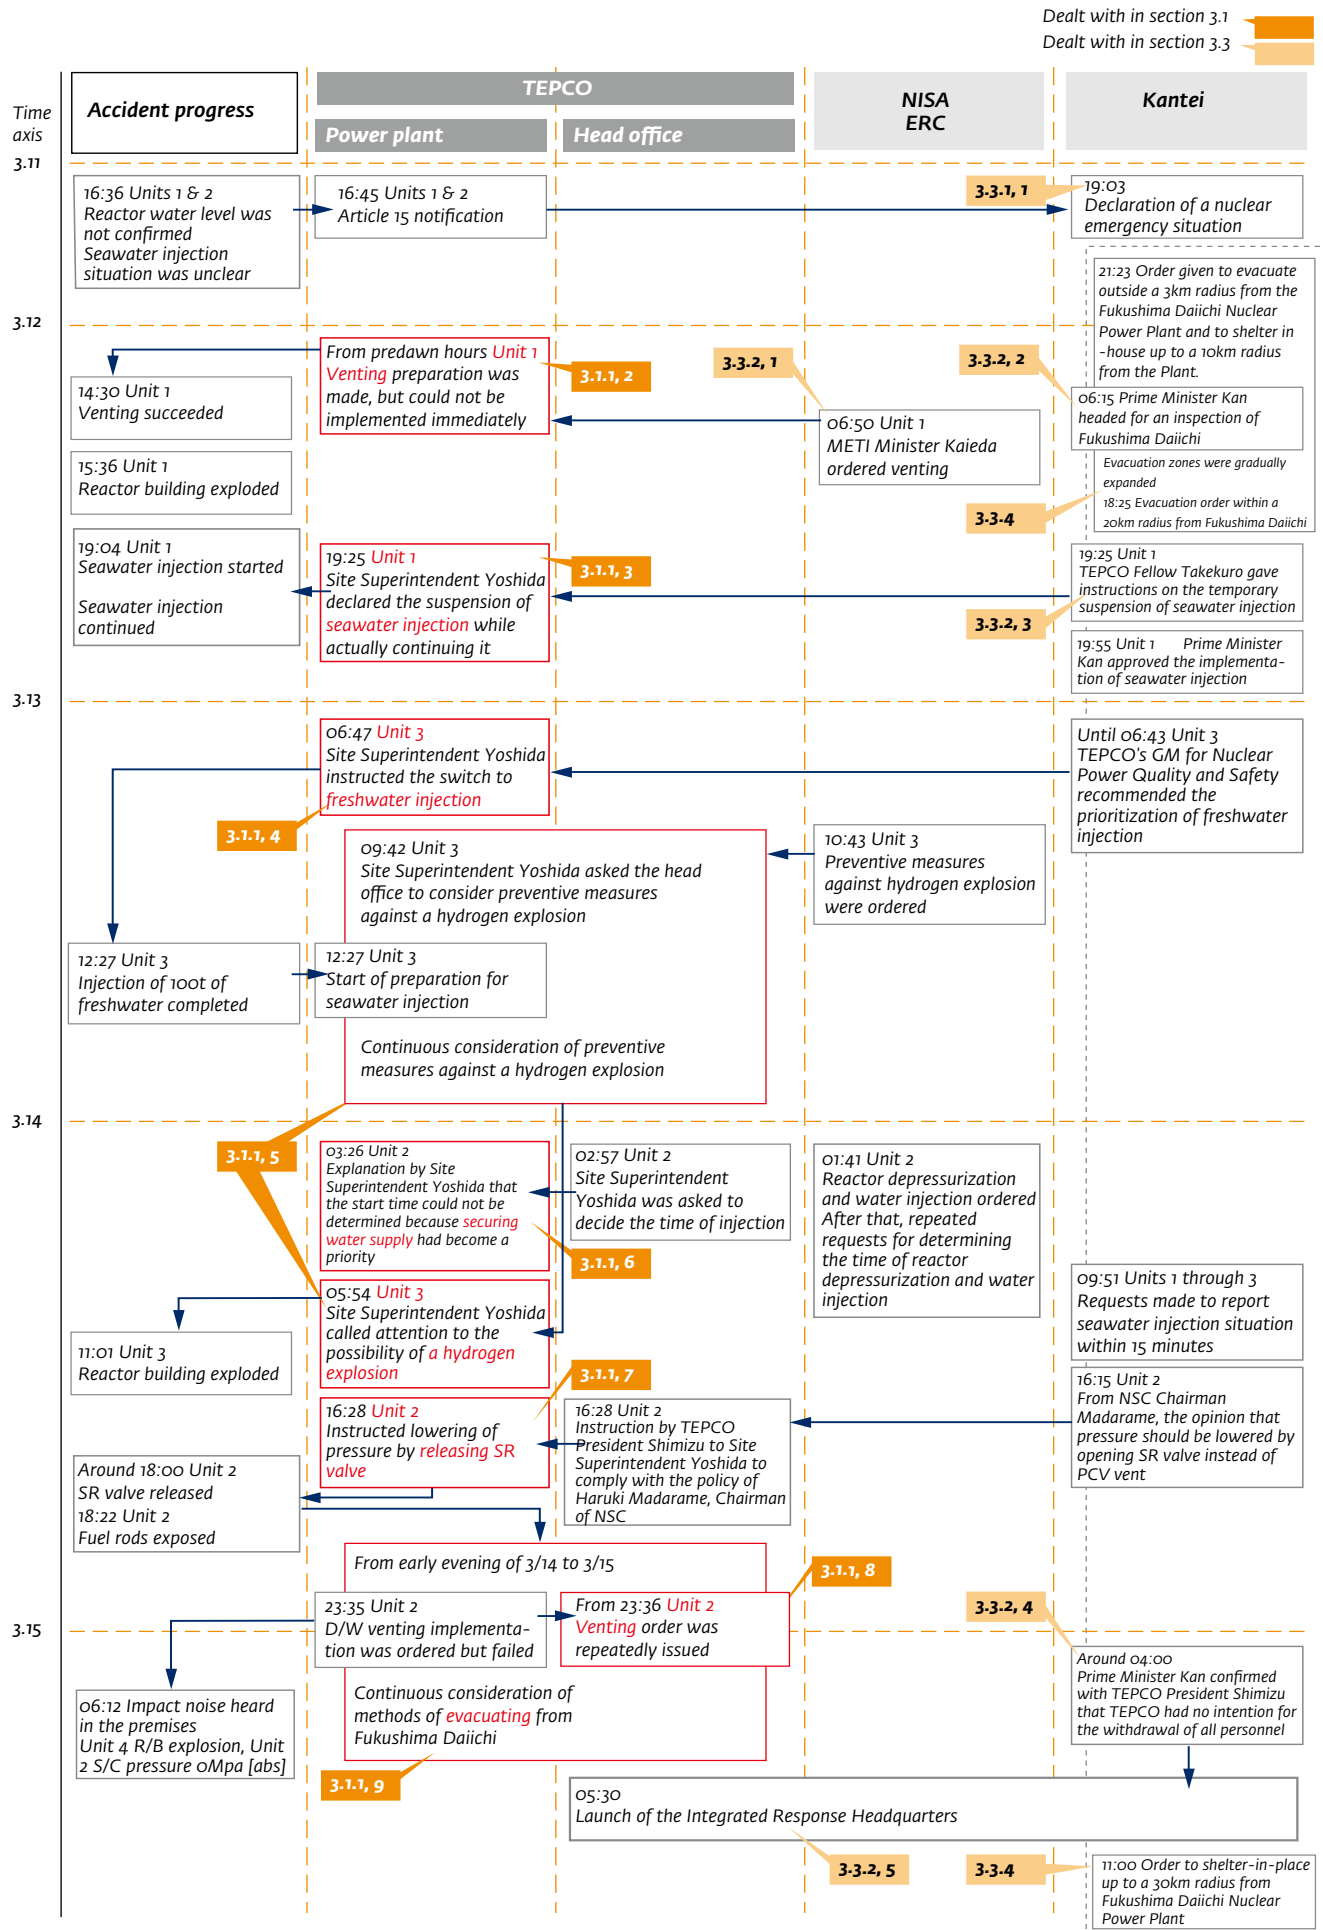 Dealt with in section 3.1
Dealt with in section 3.3
Time
axis
Accident progress
TEPCO
Power plant
Head office
NISA
ERC
Kantei
3.11
16:36 Units 1 & 2
Reactor water level was
not confirmed
Seawater injection
situation was unclear
16:45 Units 1 & 2
Article 15 notification
3.3.1, 1
19:03
Declaration of a nuclear
emergency situation
21:23 Order given to evacuate
outside a 3km radius from the
Fukushima Daiichi Nuclear
Power Plant and to shelter in
-house up to a 10km radius
from the Plant.
3.12
From predawn hours Unit 1
Venting preparation was
made, but could not be
implemented immediately
3.1.1, 2
3.3.2, 1
3.3.2, 2
14:30 Unit 1
Venting succeeded
06:50 Unit 1
METI Minister Kaieda
ordered venting
06:15 Prime Minister Kan
headed for an inspection of
Fukushima Daiichi
15:36 Unit 1
Reactor building exploded
Evacuation zones were gradually
expanded
18:25 Evacuation order within a
20km radius from Fukushima Daiichi
3.3.4
19:04 Unit 1
Seawater injection started
Seawater injection
continued
19:25 Unit 1
Site Superintendent Yoshida
declared the suspension of
seawater injection while
actually continuing it
3.1.1, 3
19:25 Unit 1
TEPCO Fellow Takekuro gave
instructions on the temporary
suspension of seawater injection
3.3.2, 3
19:55 Unit 1 Prime Minister
Kan approved the implementa-
tion of seawater injection
3.13
06:47 Unit 3
Site Superintendent Yoshida
instructed the switch to
freshwater injection
3.1.1, 4
Until 06:43 Unit 3
TEPCO's GM for Nuclear
Power Quality and Safety
recommended the
prioritization of freshwater
injection
09:42 Unit 3
Site Superintendent Yoshida asked the head
office to consider preventive measures
against a hydrogen explosion
10:43 Unit 3
Preventive measures
against hydrogen explosion
were ordered
12:27 Unit 3
Injection of 100t of
freshwater completed
12:27 Unit 3
Start of preparation for
seawater injection
Continuous consideration of preventive
measures against a hydrogen explosion
3.14
3.1.1, 5
03:26 Unit 2
Explanation by Site
Superintendent Yoshida that
the start time could not be
determined because securing
water supply had become a
priority
02:57 Unit 2
Site Superintendent
Yoshida was asked to
decide the time of injection
3.1.1, 6
01:41 Unit 2
Reactor depressurization
and water injection ordered
After that, repeated
requests for determining
the time of reactor
depressurization and water
injection
09:51 Units 1 through 3
Requests made to report
seawater injection situation
within 15 minutes
05:54 Unit 3
Site Superintendent Yoshida
called attention to the
possibility of a hydrogen
explosion
11:01 Unit 3
Reactor building exploded
3.1.1, 7
16:28 Unit 2
Instructed lowering of
pressure by releasing SR
valve
16:28 Unit 2
Instruction by TEPCO
President Shimizu to Site
Superintendent Yoshida to
comply with the policy of
Haruki Madarame, Chairman
of NSC
16:15 Unit 2
From NSC Chairman
Madarame, the opinion that
pressure should be lowered by
opening SR valve instead of
PCV vent
Around 18:00 Unit 2
SR valve released
18:22 Unit 2
Fuel rods exposed
From early evening of 3/14 to 3/15
3.1.1, 8
23:35 Unit 2
D/W venting implementa-
tion was ordered but failed
From 23:36 Unit 2
Venting order was
repeatedly issued
3.3.2, 4
3.15
Around 04:00
Prime Minister Kan confirmed
with TEPCO President Shimizu
that TEPCO had no intention for
the withdrawal of all personnel
06:12 Impact noise heard
in the premises
Unit 4 R/B explosion, Unit
2 S/C pressure 0Mpa [abs]
Continuous consideration of
methods of evacuating from
Fukushima Daiichi
3.1.1, 9
05:30
Launch of the Integrated Response Headquarters
3.3.2, 5
3.3.4
11:00 Order to shelter-in-place
up to a 30km radius from
Fukushima Daiichi Nuclear
Power Plant